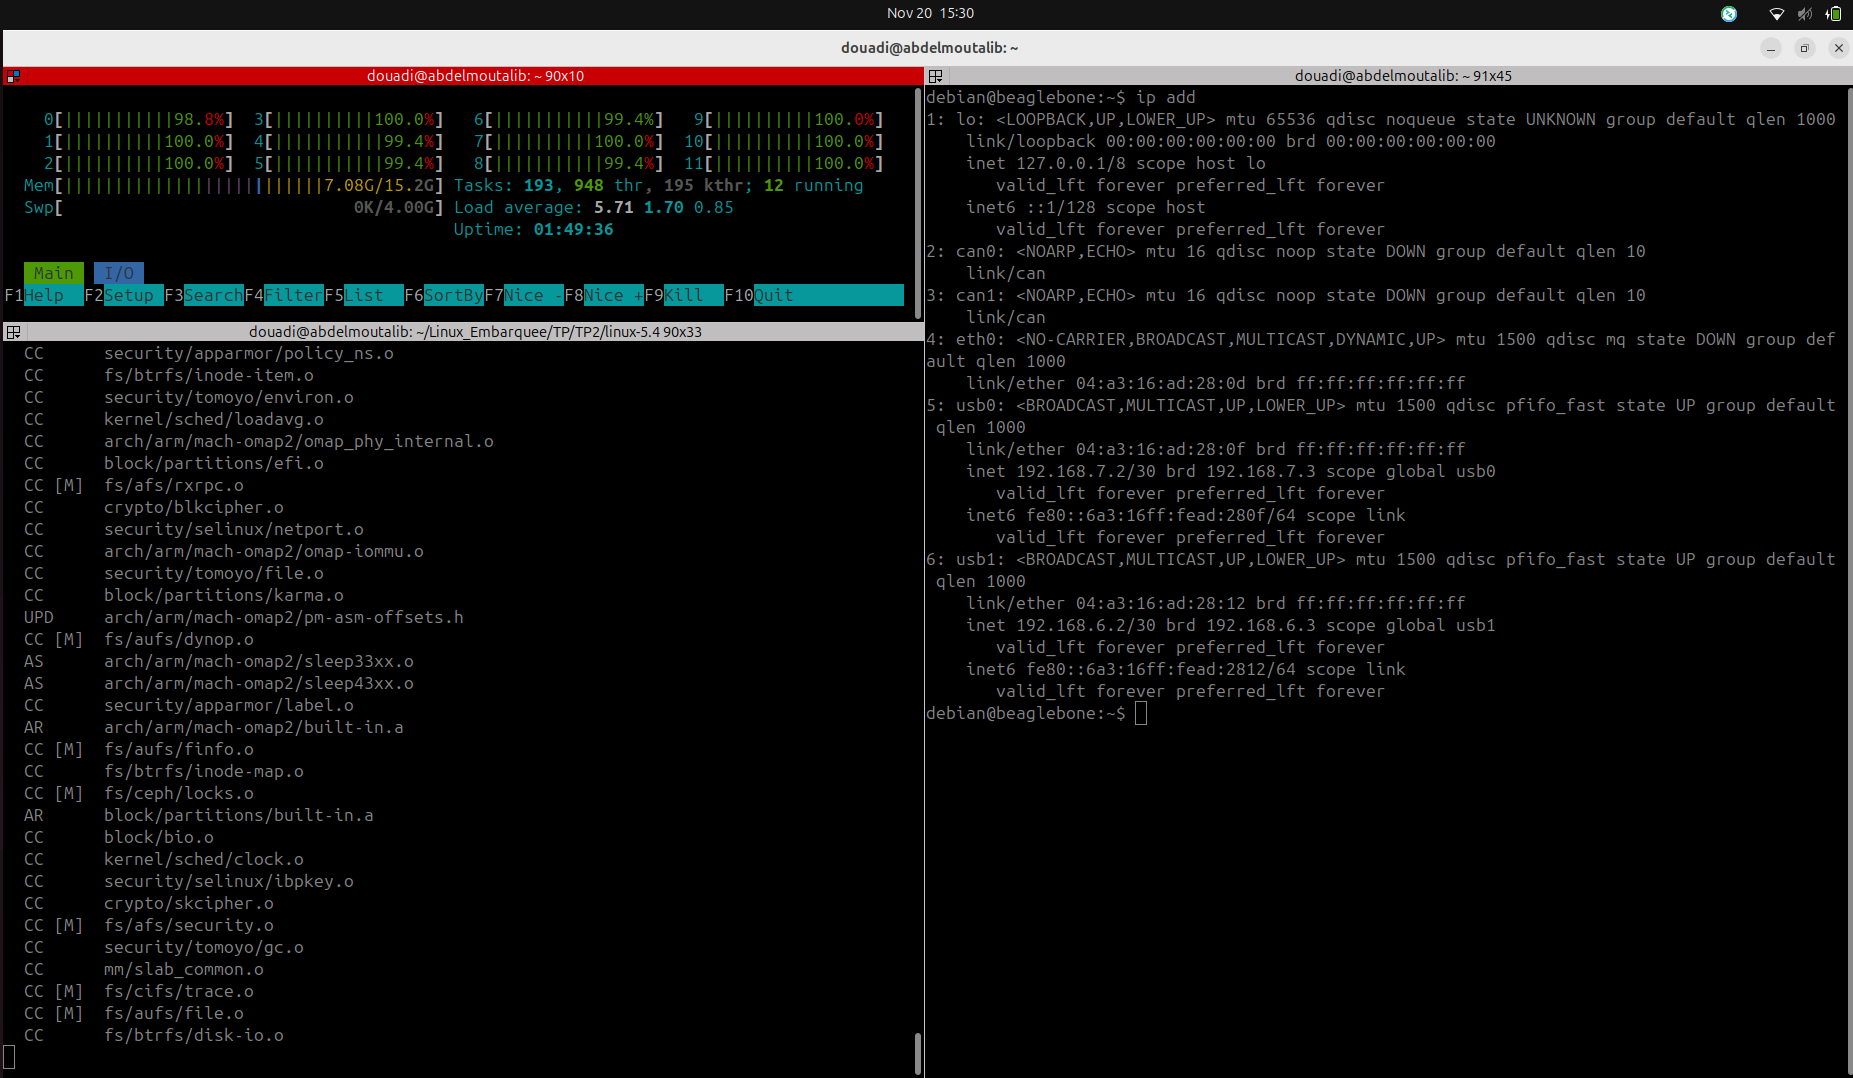 Nov 20 15:30
douadi@abdelmoutalib: ~
douadi@abdelmoutalib: ~ 90x10
0[|||||||||||98.8%] 3[||||||||||100.0%] 6[|||||||||||99.4%] 9[||||||||||100.0%]
1[||||||||||100.0%] 4[|||||||||||99.4%] 7[||||||||||100.0%] 10[||||||||||100.0%]
2[||||||||||100.0%] 5[|||||||||||99.4%] 8[|||||||||||99.4%] 11[||||||||||100.0%]
Mem[||||||||||||||||||||||||||7.08G/15.2G] Tasks: 193, 948 thr, 195 kthr; 12 running
Swp[ 0K/4.00G] Load average: 5.71 1.70 0.85
Uptime: 01:49:36
Main I/O
F1Help F2Setup F3SearchF4FilterF5List F6SortByF7Nice -F8Nice +F9Kill F10Quit
douadi@abdelmoutalib: ~/Linux_Embarquee/TP/TP2/linux-5.4 90x33
CC security/apparmor/policy_ns.o
CC fs/btrfs/inode-item.o
CC security/tomoyo/environ.o
CC kernel/sched/loadavg.o
CC arch/arm/mach-omap2/omap_phy_internal.o
CC block/partitions/efi.o
CC [M] fs/afs/rxrpc.o
CC crypto/blkcipher.o
CC security/selinux/netport.o
CC arch/arm/mach-omap2/omap-iommu.o
CC security/tomoyo/file.o
CC block/partitions/karma.o
UPD arch/arm/mach-omap2/pm-asm-offsets.h
CC [M] fs/aufs/dynop.o
AS arch/arm/mach-omap2/sleep33xx.o
AS arch/arm/mach-omap2/sleep43xx.o
CC security/apparmor/label.o
AR arch/arm/mach-omap2/built-in.a
CC [M] fs/aufs/finfo.o
CC fs/btrfs/inode-map.o
CC [M] fs/ceph/locks.o
AR block/partitions/built-in.a
CC block/bio.o
CC kernel/sched/clock.o
CC security/selinux/ibpkey.o
CC crypto/skcipher.o
CC [M] fs/afs/security.o
CC security/tomoyo/gc.o
CC mm/slab_common.o
CC [M] fs/cifs/trace.o
CC [M] fs/aufs/file.o
CC fs/btrfs/disk-io.o
douadi@abdelmoutalib: ~ 91x45
debian@beaglebone:~$ ip add
1: lo: <LOOPBACK,UP,LOWER_UP> mtu 65536 qdisc noqueue state UNKNOWN group default qlen 1000
link/loopback 00:00:00:00:00:00 brd 00:00:00:00:00:00
inet 127.0.0.1/8 scope host lo
valid_lft forever preferred_lft forever
inet6 ::1/128 scope host
valid_lft forever preferred_lft forever
2: can0: <NOARP,ECHO> mtu 16 qdisc noop state DOWN group default qlen 10
link/can
3: can1: <NOARP,ECHO> mtu 16 qdisc noop state DOWN group default qlen 10
link/can
4: eth0: <NO-CARRIER,BROADCAST,MULTICAST,DYNAMIC,UP> mtu 1500 qdisc mq state DOWN group def
ault qlen 1000
link/ether 04:a3:16:ad:28:0d brd ff:ff:ff:ff:ff:ff
5: usb0: <BROADCAST,MULTICAST,UP,LOWER_UP> mtu 1500 qdisc pfifo_fast state UP group default
qlen 1000
link/ether 04:a3:16:ad:28:0f brd ff:ff:ff:ff:ff:ff
inet 192.168.7.2/30 brd 192.168.7.3 scope global usb0
valid_lft forever preferred_lft forever
inet6 fe80::6a3:16ff:fead:280f/64 scope link
valid_lft forever preferred_lft forever
6: usb1: <BROADCAST,MULTICAST,UP,LOWER_UP> mtu 1500 qdisc pfifo_fast state UP group default
qlen 1000
link/ether 04:a3:16:ad:28:12 brd ff:ff:ff:ff:ff:ff
inet 192.168.6.2/30 brd 192.168.6.3 scope global usb1
valid_lft forever preferred_lft forever
inet6 fe80::6a3:16ff:fead:2812/64 scope link
valid_lft forever preferred_lft forever
debian@beaglebone:~$